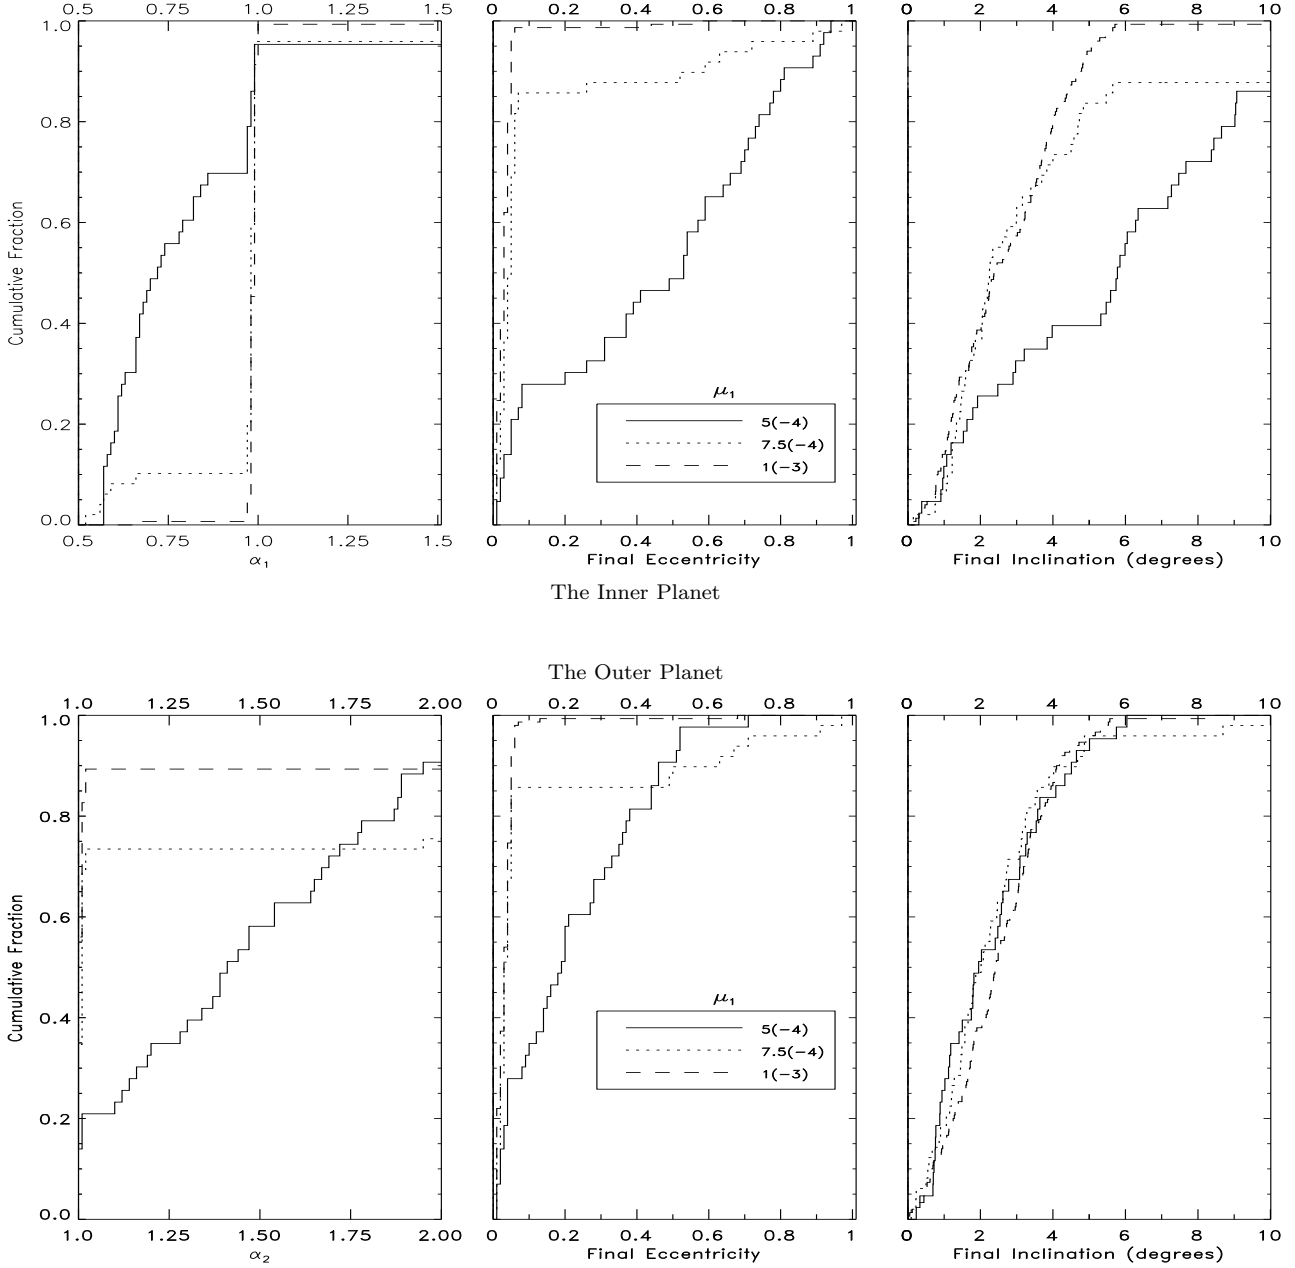 0.5 0.75 1.0 1.25 1.5
0 0.2 0.4 0.6 0.8 1
0 2 4 6 8 10
1.0
0.8
0.6
0.4
0.2
0.0
Cumulative Fraction
μ₁
5(−4)
7.5(−4)
1(−3)
0.5 0.75 1.0 1.25 1.5
0 0.2 0.4 0.6 0.8 1
0 2 4 6 8 10
α₁
Final Eccentricity
Final Inclination (degrees)
The Inner Planet
The Outer Planet
1.0 1.25 1.50 1.75 2.00
0 0.2 0.4 0.6 0.8 1
0 2 4 6 8 10
1.0
0.8
0.6
0.4
0.2
0.0
Cumulative Fraction
μ₁
5(−4)
7.5(−4)
1(−3)
1.0 1.25 1.50 1.75 2.00
0 0.2 0.4 0.6 0.8 1
0 2 4 6 8 10
α₂
Final Eccentricity
Final Inclination (degrees)